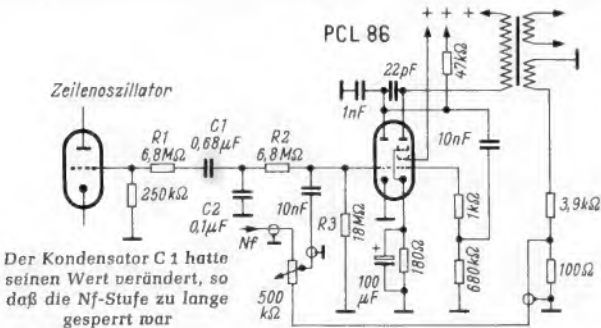 PCL 86
+ + +
47kΩ
22pF
1nF
Zeilenoszillator
R1
6,8MΩ
C1
0,68µF
R2
6,8MΩ
10nF
250kΩ
C2
0,1µF
10nF
R3
18MΩ
1kΩ
3,9kΩ
Nf
+
100
µF
180Ω
680kΩ
100Ω
500
kΩ
Der Kondensator C 1 hatte
seinen Wert verändert, so
daß die Nf-Stufe zu lange
gesperrt war